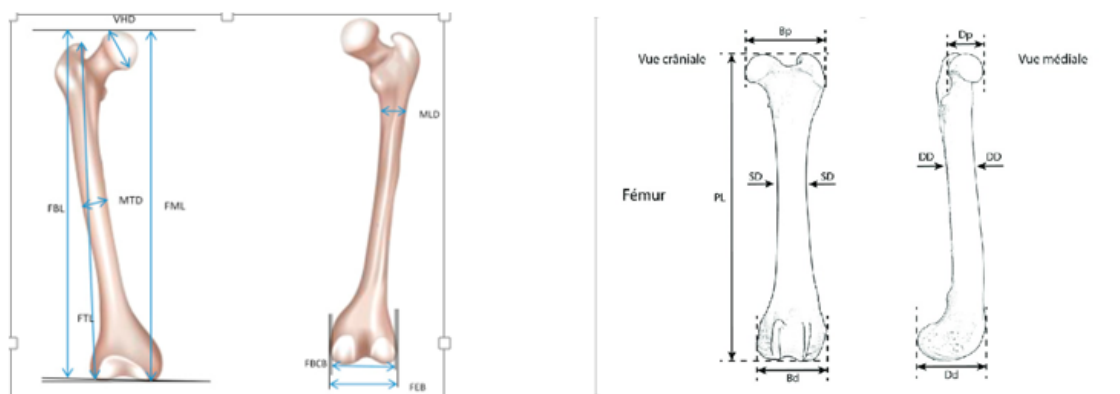 VHD
MLD
FBL
MTD
FML
FTL
FBCB
FEB
Bp
Dp
Vue crâniale
Vue médiale
DD
DD
SD
SD
Fémur
PL
Bd
Dd